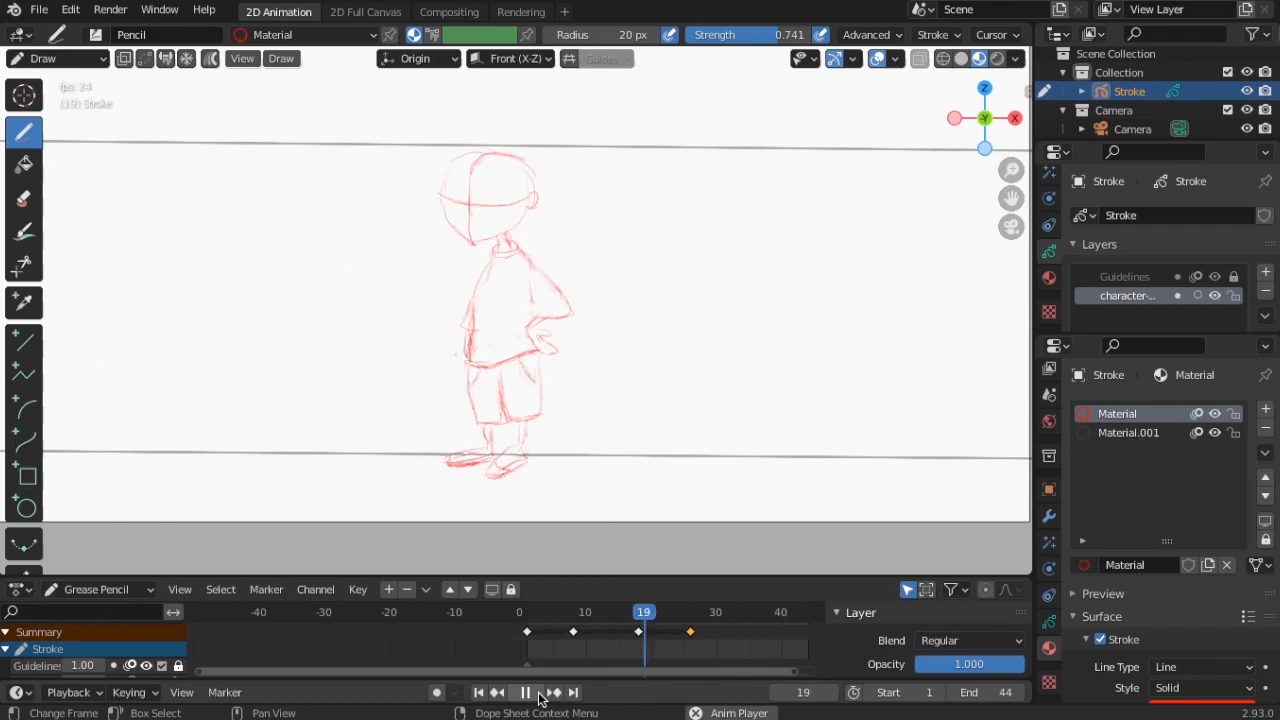 File Edit Render Window Help 2D Animation 2D Full Canvas Compositing Rendering + Scene View Layer
Pencil Material Radius 20 px Strength 0.741 Advanced Stroke Cursor
Draw View Draw Origin Front (X-Z) Guides
fps: 24
(19) Stroke
Z
-Y X
Scene Collection
Collection
Stroke
Camera
Camera
Stroke Stroke
Stroke
Layers
Guidelines
character-...
Stroke Material
Material
Material.001
Material
Preview
Surface
Stroke
Line Type Line
Style Solid
Grease Pencil View Select Marker Channel Key
-40 -30 -20 -10 0 10 19 30 40
Summary
Stroke
Guidelines 1.00
Layer
Blend Regular
Opacity 1.000
Playback Keying View Marker 19 Start 1 End 44
Change Frame Box Select Pan View Dope Sheet Context Menu Anim Player 2.93.0